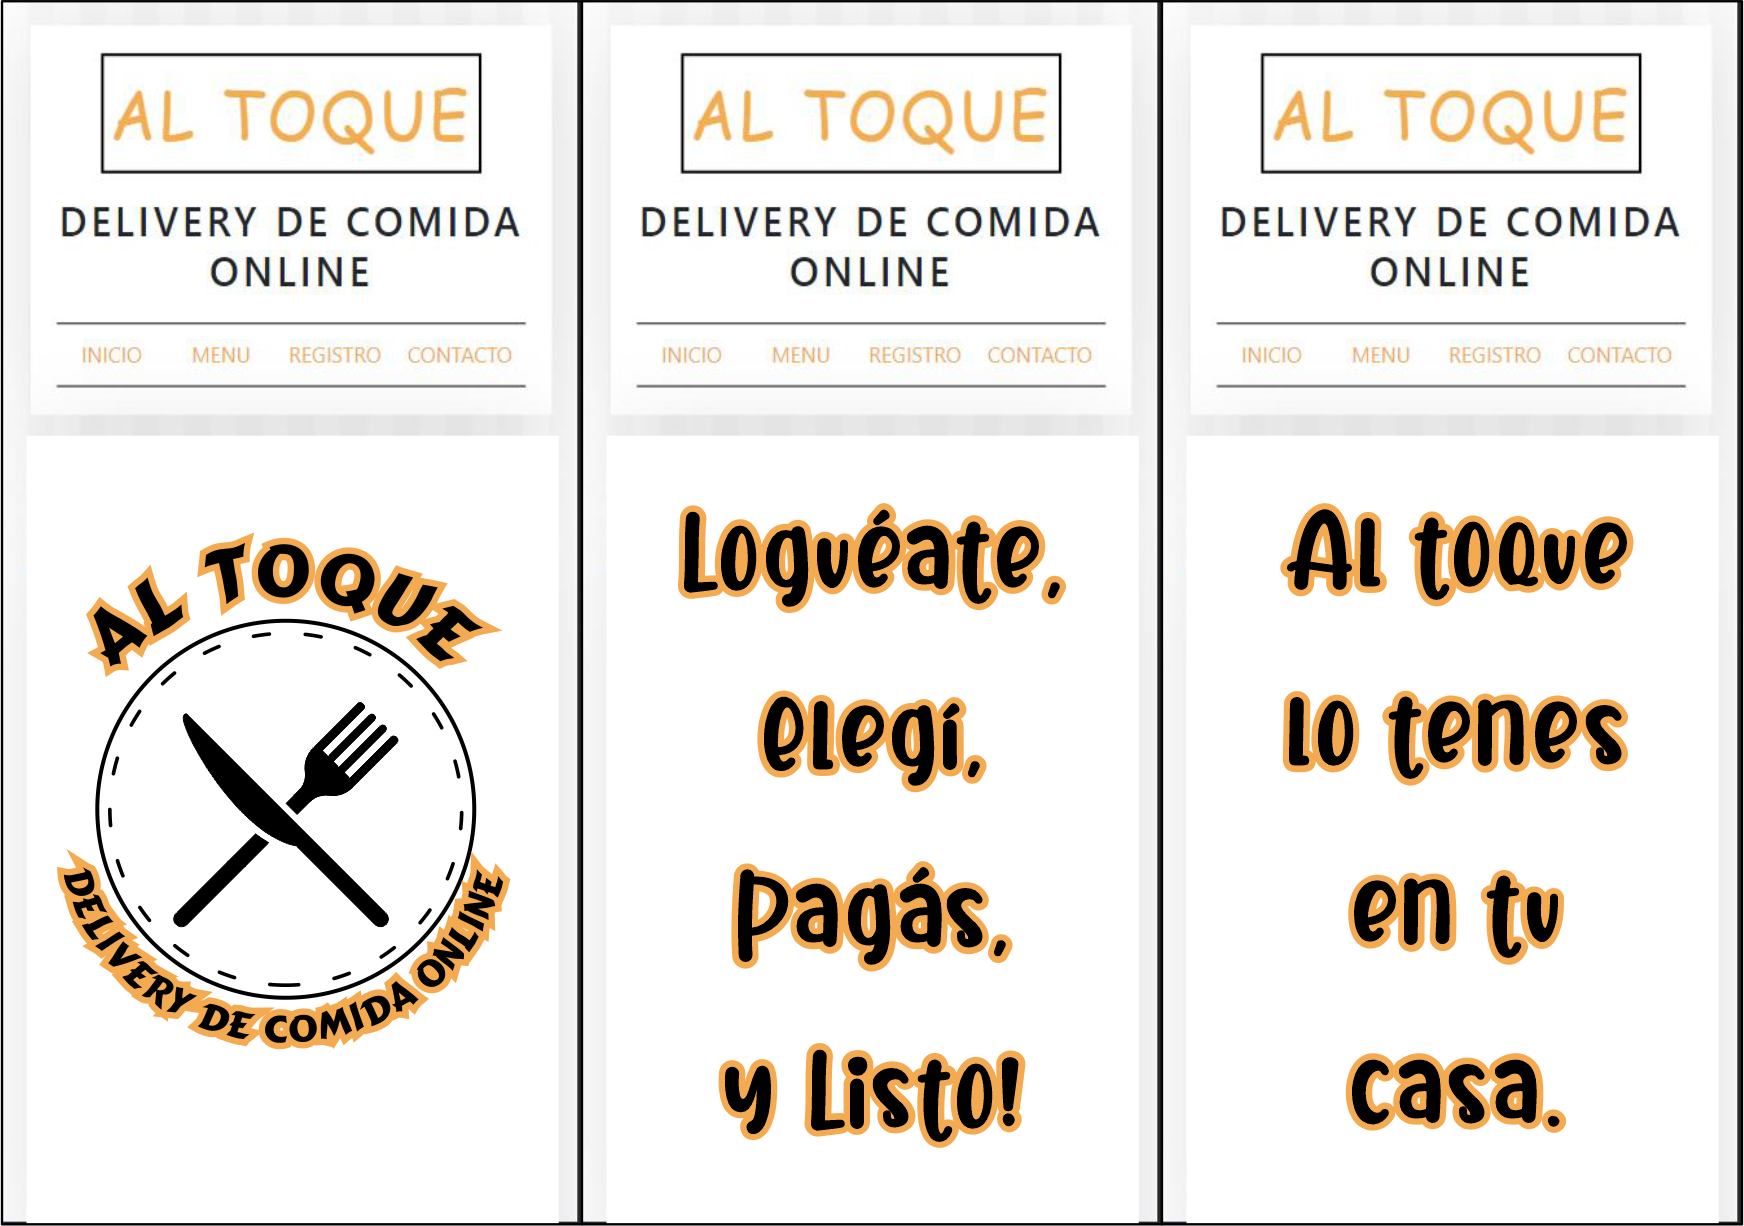 AL TOQUE
DELIVERY DE COMIDA
ONLINE
INICIO MENU REGISTRO CONTACTO
AL TOQUE
DELIVERY DE COMIDA ONLINE
AL TOQUE
DELIVERY DE COMIDA
ONLINE
INICIO MENU REGISTRO CONTACTO
Loguéate,
elegí,
Pagás,
y Listo!
AL TOQUE
DELIVERY DE COMIDA
ONLINE
INICIO MENU REGISTRO CONTACTO
Al toque
lo tenes
en tu
casa.